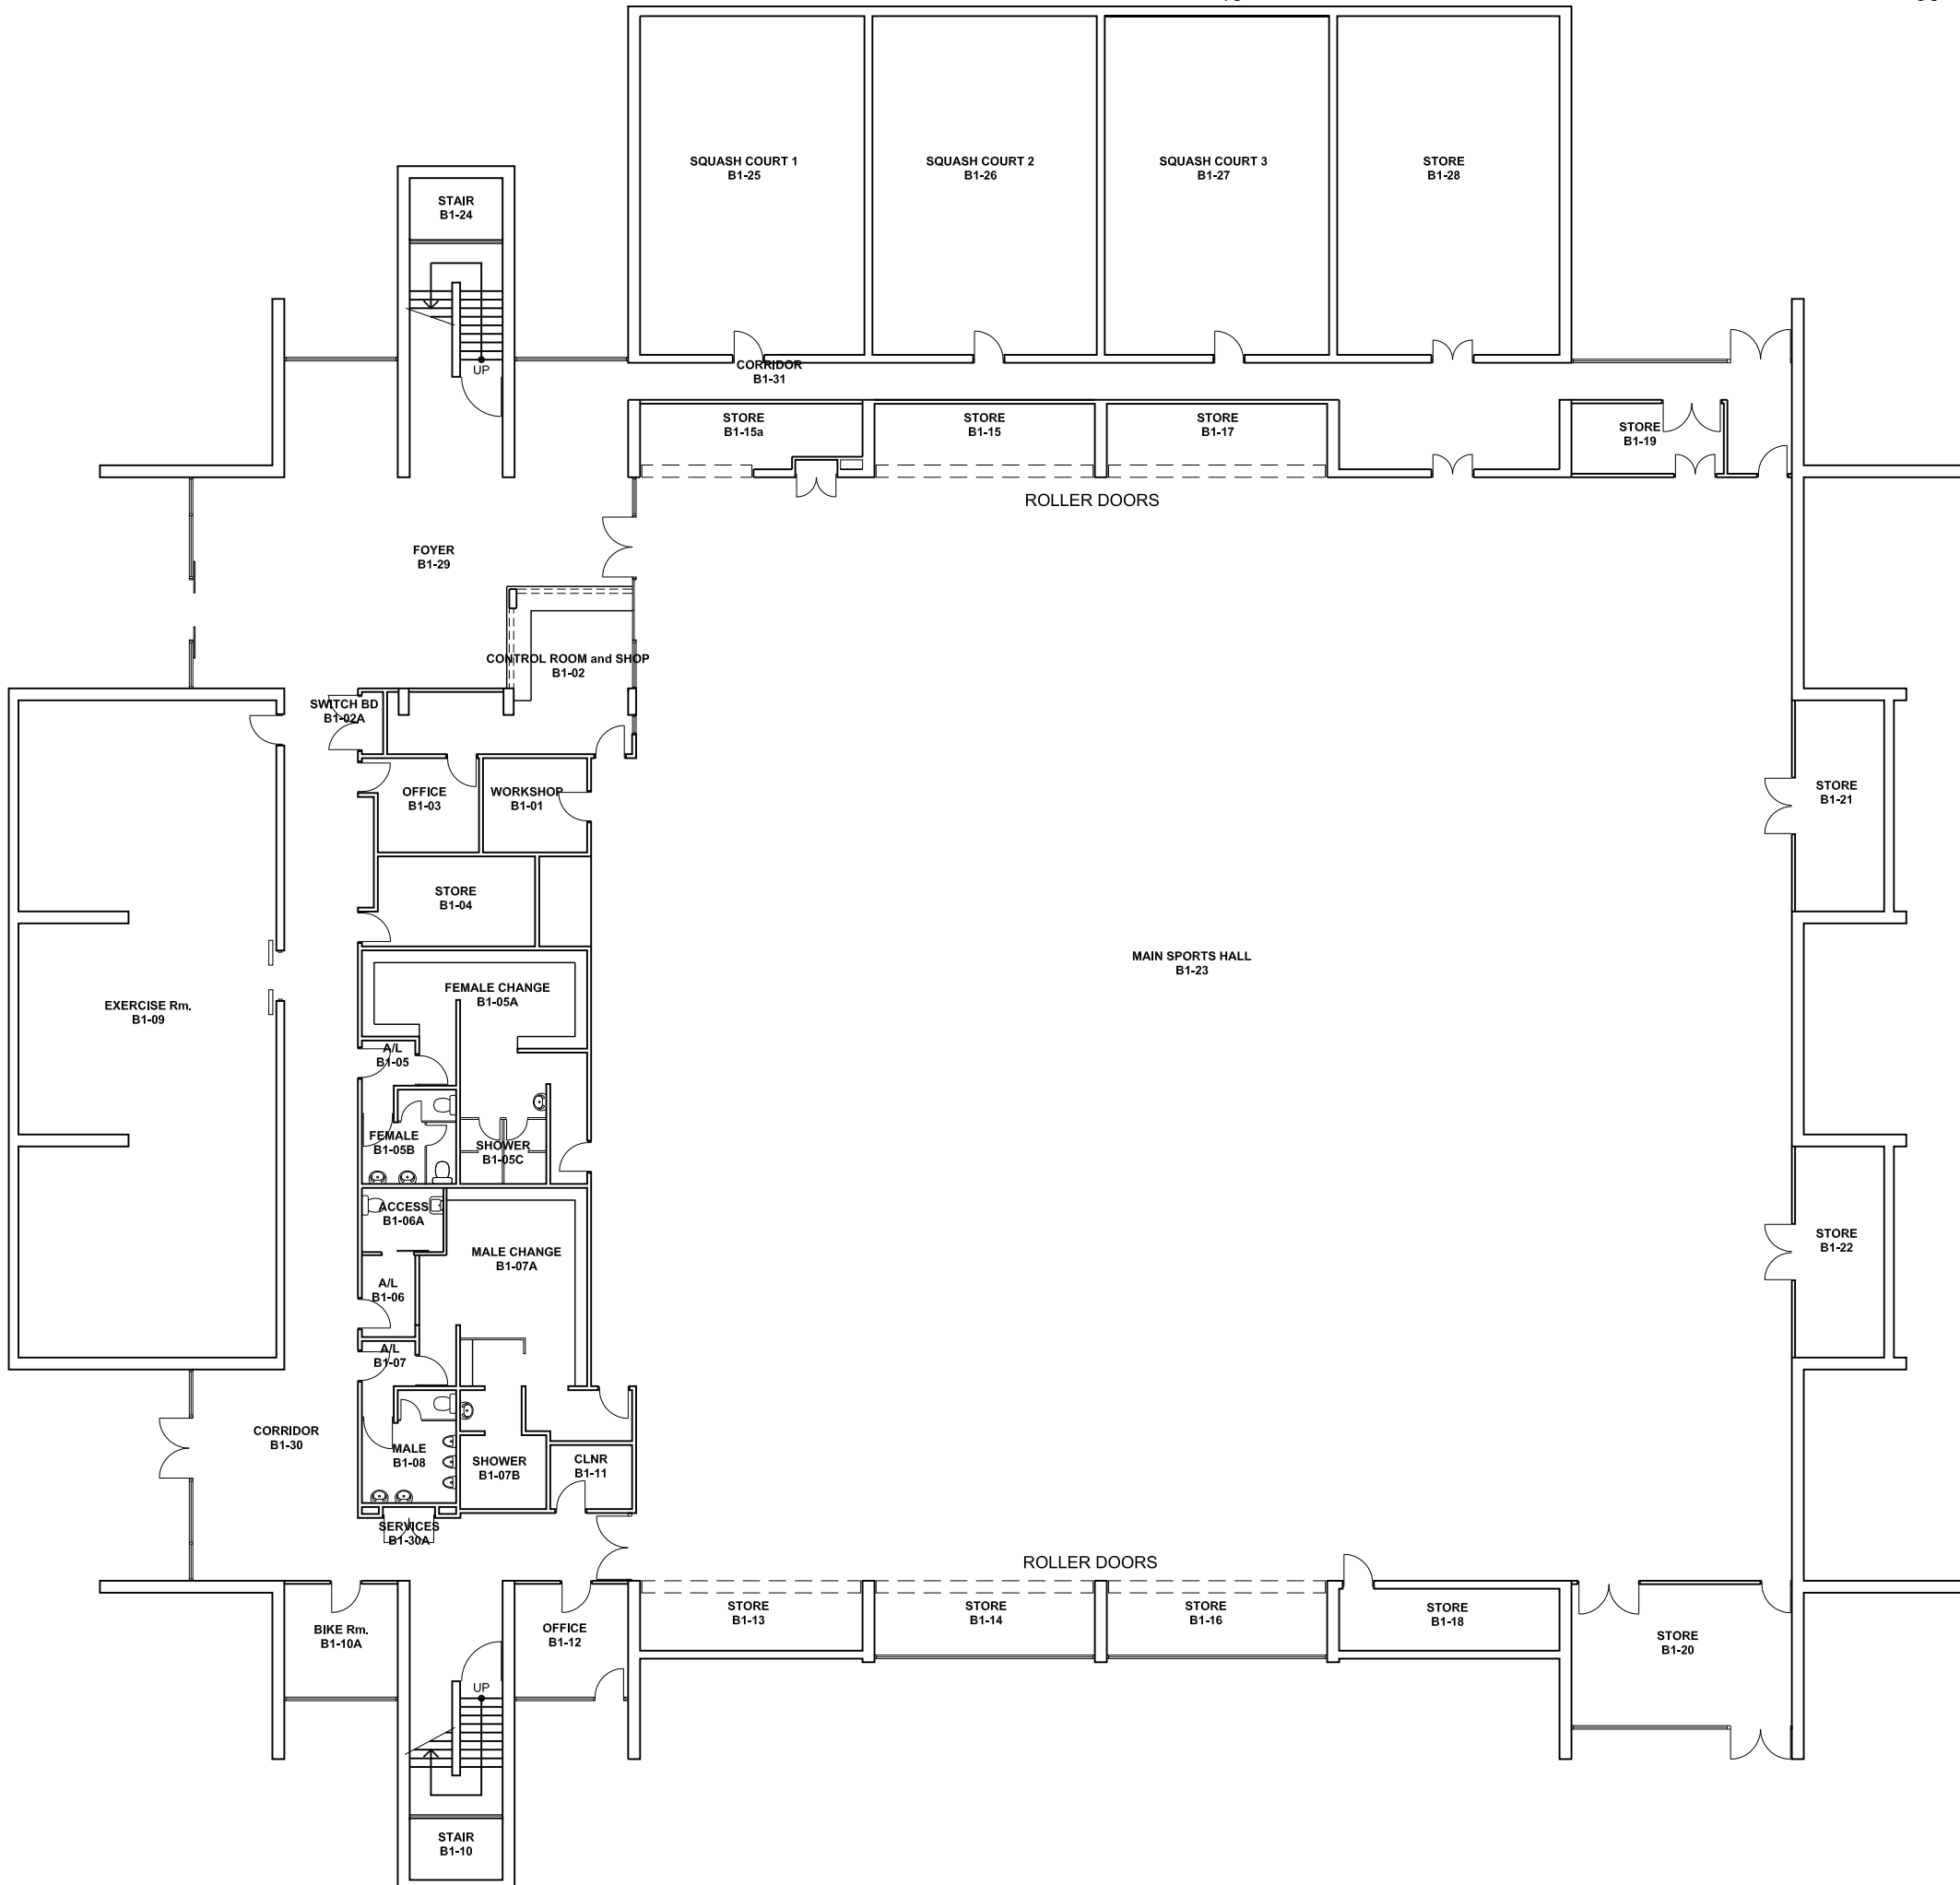 SQUASH COURT 1
B1-25
SQUASH COURT 2
B1-26
SQUASH COURT 3
B1-27
STORE
B1-28
STAIR
B1-24
UP
CORRIDOR
B1-31
STORE
B1-15a
STORE
B1-15
STORE
B1-17
STORE
B1-19
ROLLER DOORS
FOYER
B1-29
CONTROL ROOM and SHOP
B1-02
SWITCH BD
B1-02A
OFFICE
B1-03
WORKSHOP
B1-01
STORE
B1-21
STORE
B1-04
MAIN SPORTS HALL
B1-23
FEMALE CHANGE
B1-05A
EXERCISE Rm.
B1-09
A/L
B1-05
FEMALE
B1-05B
SHOWER
B1-05C
ACCESS
B1-06A
MALE CHANGE
B1-07A
STORE
B1-22
A/L
B1-06
A/L
B1-07
CORRIDOR
B1-30
MALE
B1-08
SHOWER
B1-07B
CLNR
B1-11
SERVICES
B1-30A
ROLLER DOORS
BIKE Rm.
B1-10A
OFFICE
B1-12
STORE
B1-13
STORE
B1-14
STORE
B1-16
STORE
B1-18
STORE
B1-20
UP
STAIR
B1-10